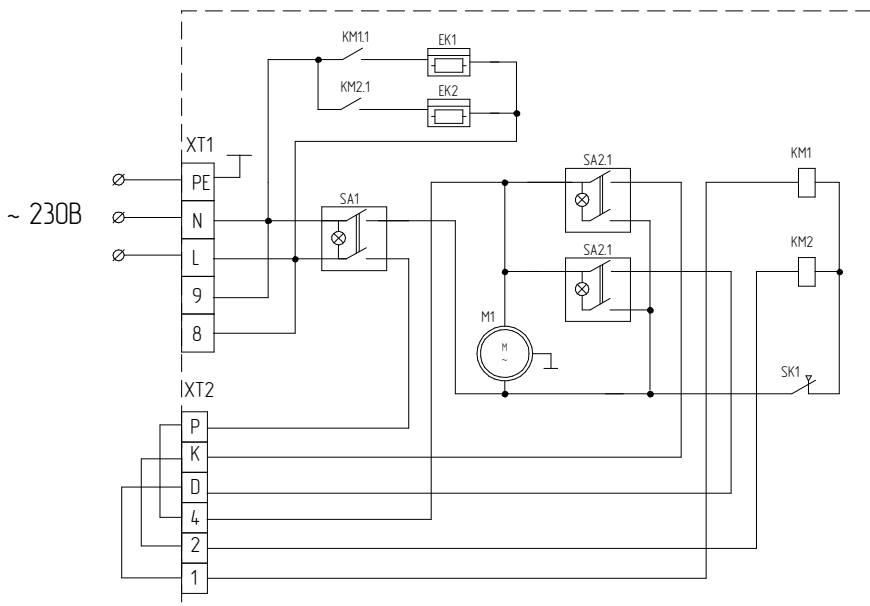 KM1.1
EK1
KM2.1
EK2
XT1
PE
N
L
9
8
~ 230В
SA1
SA2.1
SA2.1
KM1
KM2
M1
M
~
SK1
XT2
P
K
D
4
2
1